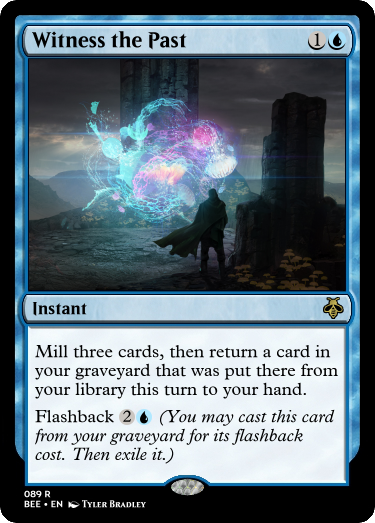 Witness the Past 1
Instant
Mill three cards, then return a card in
your graveyard that was put there from
your library this turn to your hand.
Flashback 2 (You may cast this card
from your graveyard for its flashback
cost. Then exile it.)
089 R
BEE • EN Tyler Bradley